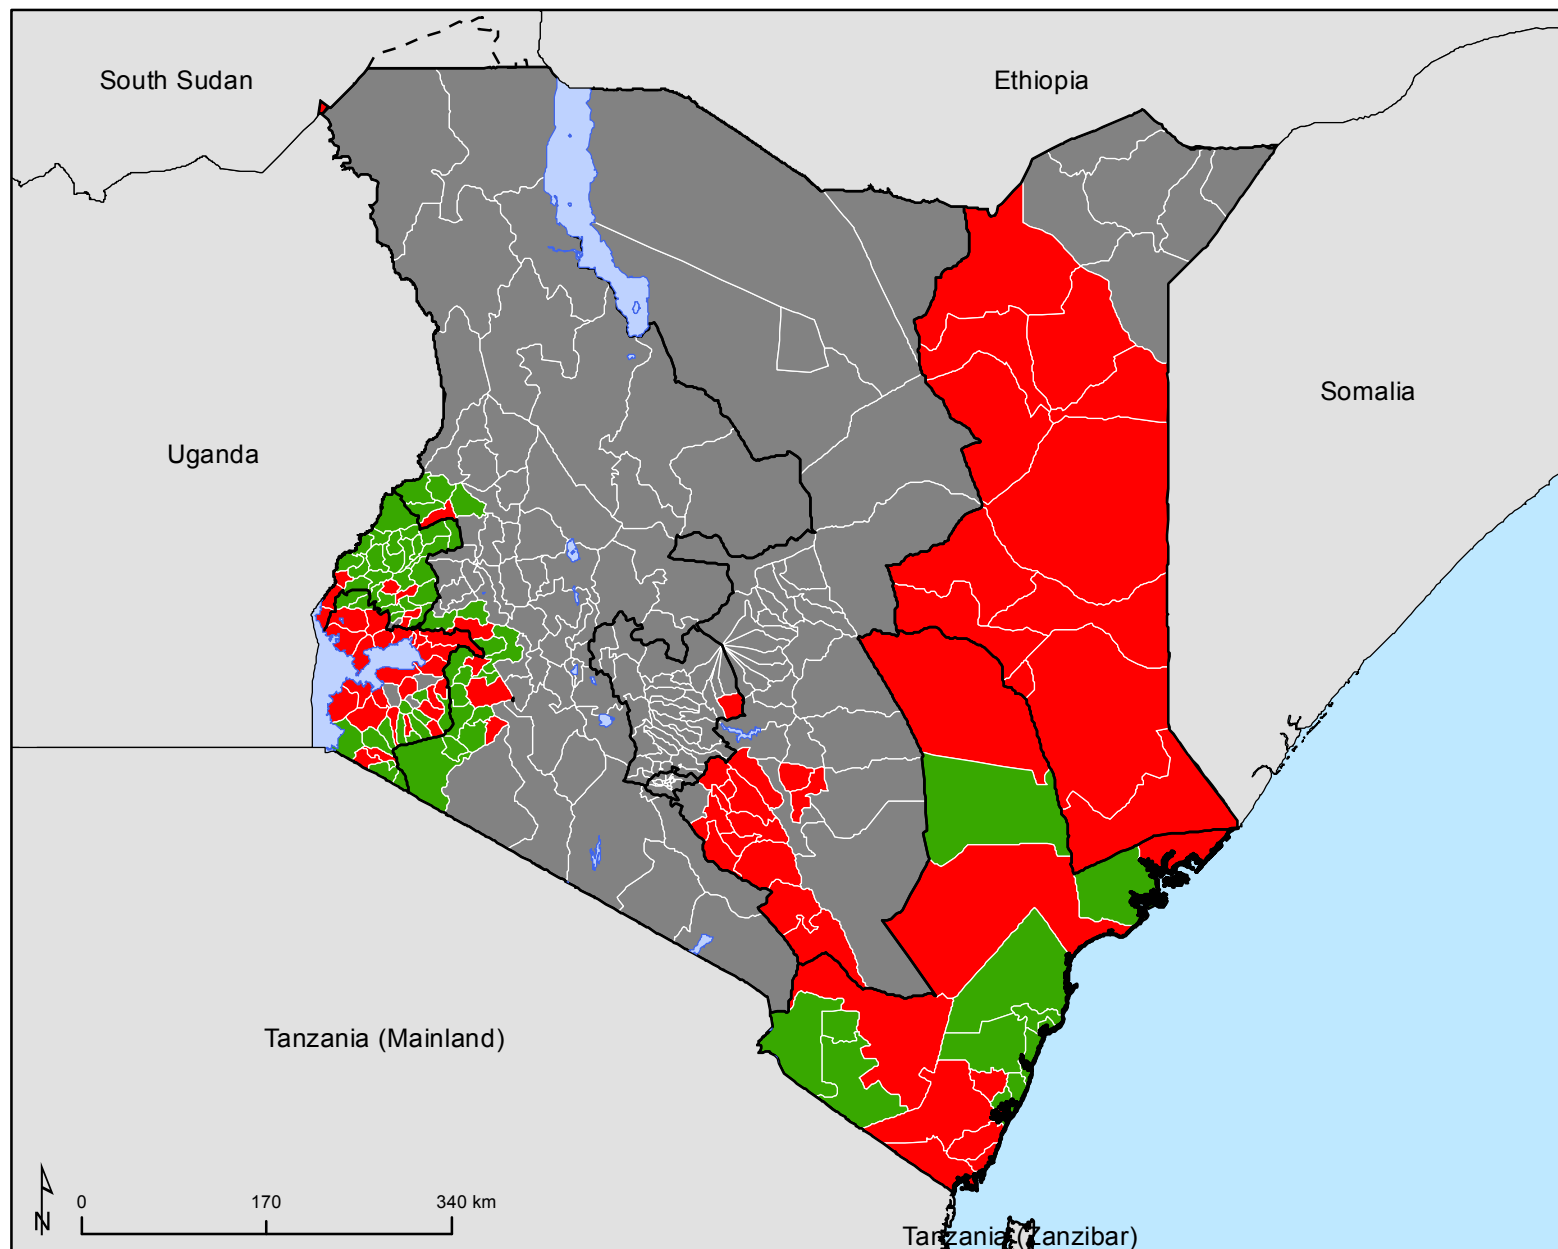 South Sudan
Ethiopia
Somalia
Uganda
Tanzania (Mainland)
N
0
170
340 km
Tanzania (Zanzibar)